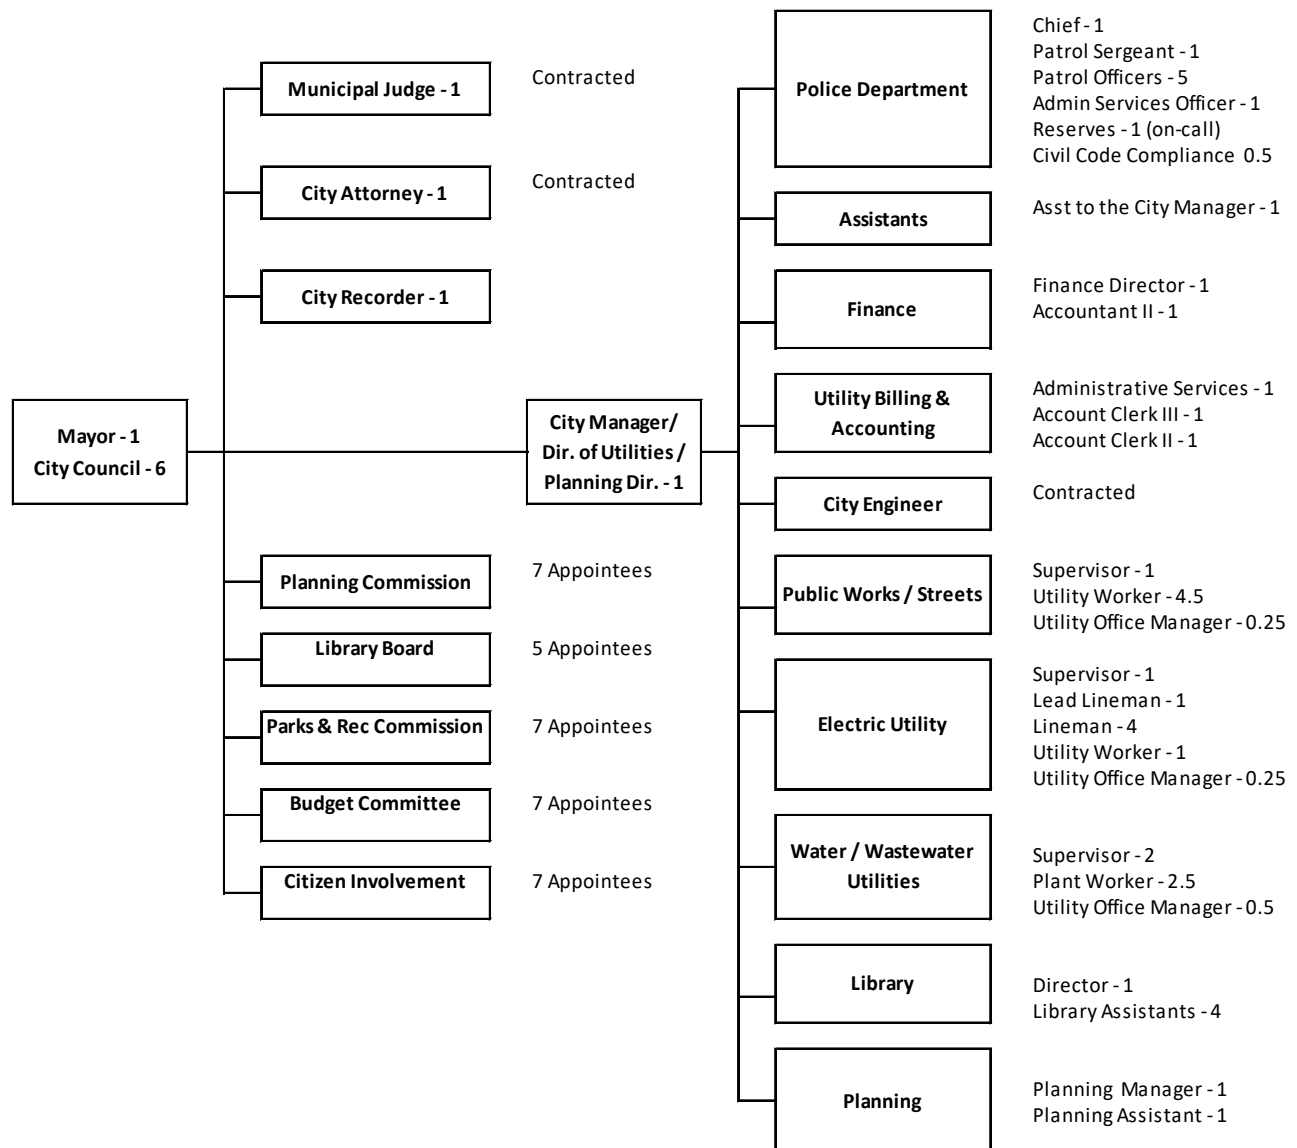 Mayor - 1
City Council - 6
Municipal Judge - 1
Contracted
City Attorney - 1
Contracted
City Recorder - 1
City Manager/
Dir. of Utilities /
Planning Dir. - 1
Planning Commission
7 Appointees
Library Board
5 Appointees
Parks & Rec Commission
7 Appointees
Budget Committee
7 Appointees
Citizen Involvement
7 Appointees
Police Department
Chief - 1
Patrol Sergeant - 1
Patrol Officers - 5
Admin Services Officer - 1
Reserves - 1 (on-call)
Civil Code Compliance 0.5
Assistants
Asst to the City Manager - 1
Finance
Finance Director - 1
Accountant II - 1
Utility Billing &
Accounting
Administrative Services - 1
Account Clerk III - 1
Account Clerk II - 1
City Engineer
Contracted
Public Works / Streets
Supervisor - 1
Utility Worker - 4.5
Utility Office Manager - 0.25
Electric Utility
Supervisor - 1
Lead Lineman - 1
Lineman - 4
Utility Worker - 1
Utility Office Manager - 0.25
Water / Wastewater
Utilities
Supervisor - 2
Plant Worker - 2.5
Utility Office Manager - 0.5
Library
Director - 1
Library Assistants - 4
Planning
Planning Manager - 1
Planning Assistant - 1